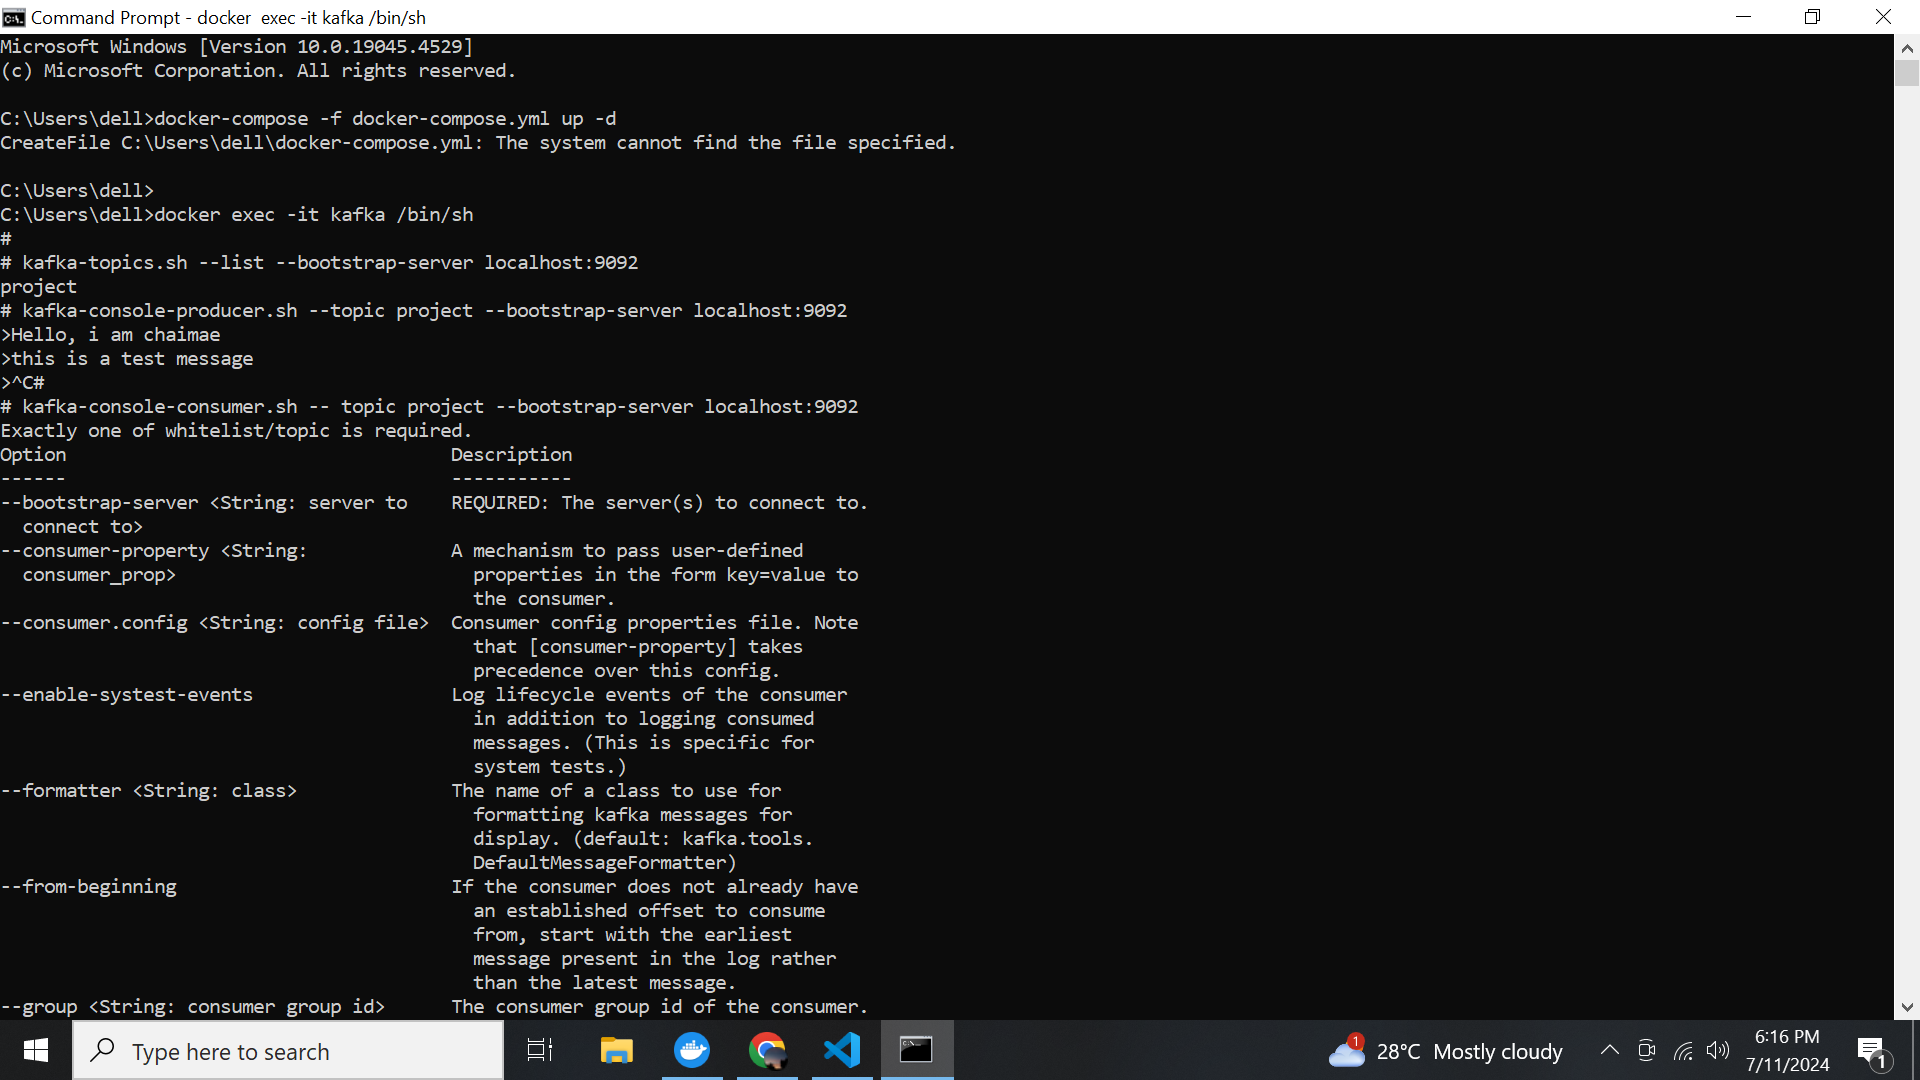 Command Prompt - docker  exec -it kafka /bin/sh
Microsoft Windows [Version 10.0.19045.4529]
(c) Microsoft Corporation. All rights reserved.
C:\Users\dell>docker-compose -f docker-compose.yml up -d
CreateFile C:\Users\dell\docker-compose.yml: The system cannot find the file specified.
C:\Users\dell>
C:\Users\dell>docker exec -it kafka /bin/sh
#
# kafka-topics.sh --list --bootstrap-server localhost:9092
project
# kafka-console-producer.sh --topic project --bootstrap-server localhost:9092
>Hello, i am chaimae
>this is a test message
>^C#
# kafka-console-consumer.sh -- topic project --bootstrap-server localhost:9092
Exactly one of whitelist/topic is required.
Option                                   Description
------                                   -----------
--bootstrap-server <String: server to    REQUIRED: The server(s) to connect to.
  connect to>
--consumer-property <String:             A mechanism to pass user-defined
  consumer_prop>                           properties in the form key=value to
                                           the consumer.
--consumer.config <String: config file>  Consumer config properties file. Note
                                           that [consumer-property] takes
                                           precedence over this config.
--enable-systest-events                  Log lifecycle events of the consumer
                                           in addition to logging consumed
                                           messages. (This is specific for
                                           system tests.)
--formatter <String: class>              The name of a class to use for
                                           formatting kafka messages for
                                           display. (default: kafka.tools.
                                           DefaultMessageFormatter)
--from-beginning                         If the consumer does not already have
                                           an established offset to consume
                                           from, start with the earliest
                                           message present in the log rather
                                           than the latest message.
--group <String: consumer group id>      The consumer group id of the consumer.
Type here to search
1
28°C  Mostly cloudy
6:16 PM
7/11/2024
1